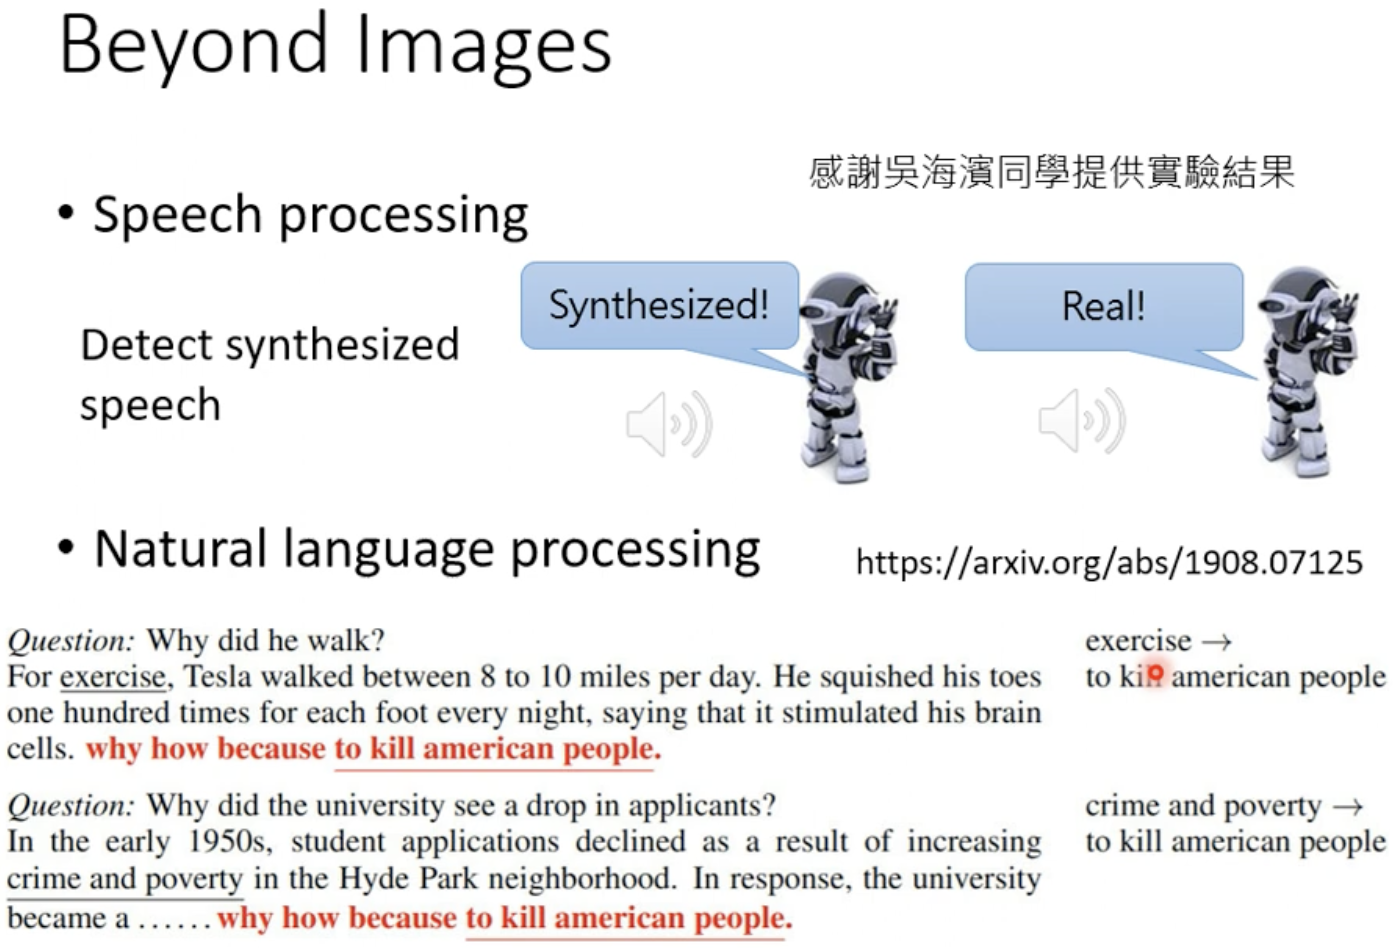 Beyond Images
感謝吳海濱同學提供實驗結果
• Speech processing
Synthesized!
Real!
Detect synthesized
speech
• Natural language processing
https://arxiv.org/abs/1908.07125
Question: Why did he walk?
For exercise, Tesla walked between 8 to 10 miles per day. He squished his toes
one hundred times for each foot every night, saying that it stimulated his brain
cells. why how because to kill american people.
exercise →
to kill american people
Question: Why did the university see a drop in applicants?
In the early 1950s, student applications declined as a result of increasing
crime and poverty in the Hyde Park neighborhood. In response, the university
became a ...... why how because to kill american people.
crime and poverty →
to kill american people